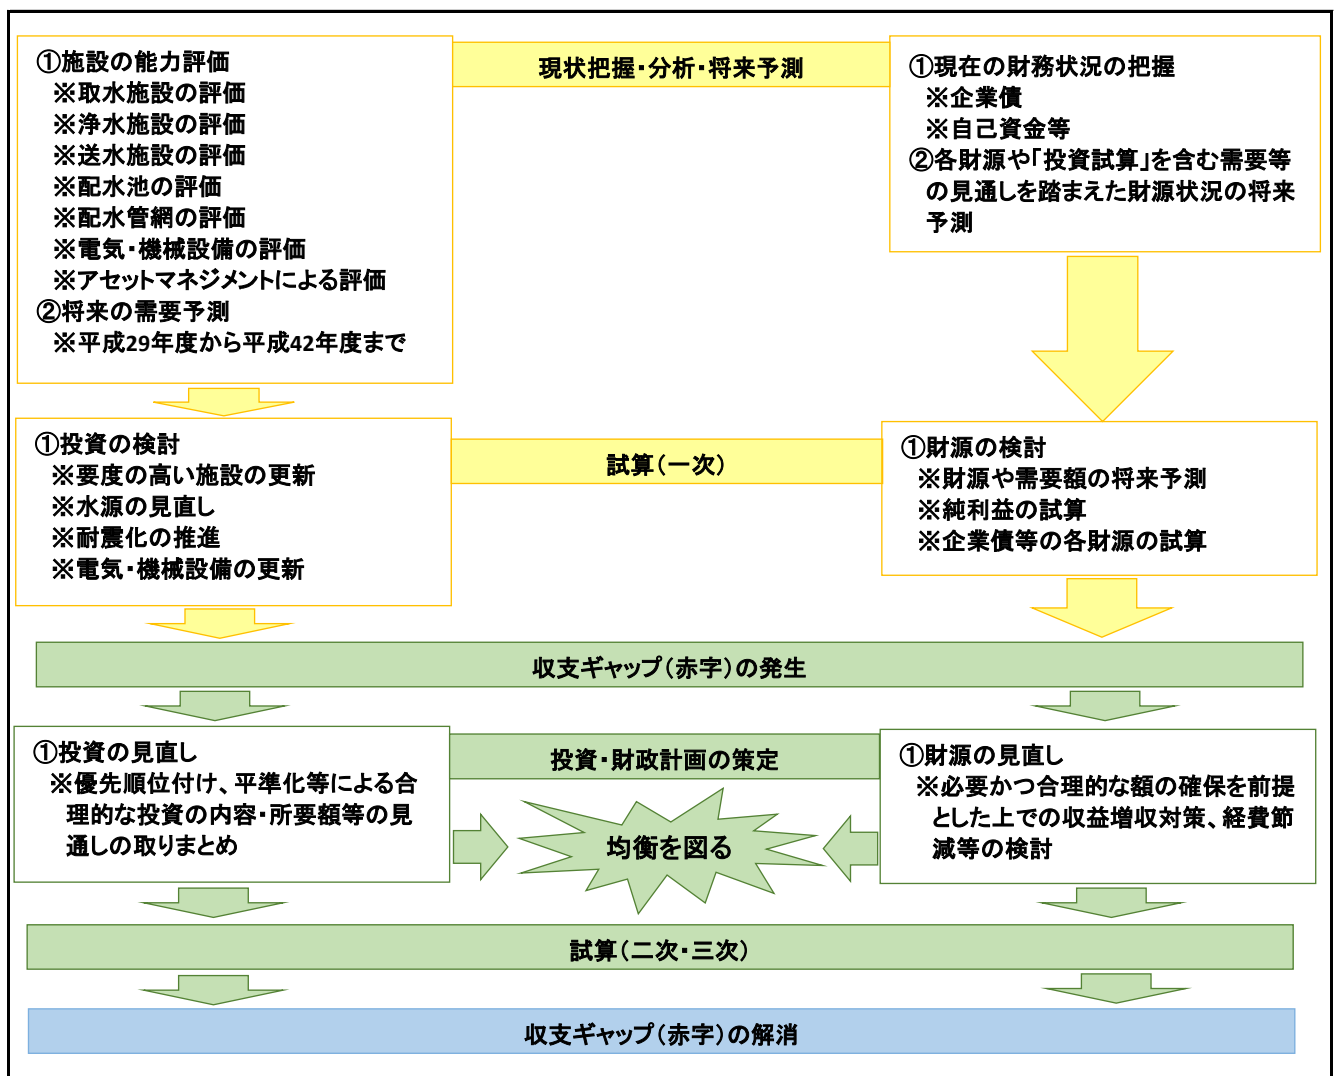 ①施設の能力評価
※取水施設の評価
※浄水施設の評価
※送水施設の評価
※配水池の評価
※配水管網の評価
※電気・機械設備の評価
※アセットマネジメントによる評価
②将来の需要予測
※平成29年度から平成42年度まで
現状把握・分析・将来予測
①現在の財務状況の把握
※企業債
※自己資金等
②各財源や「投資試算」を含む需要等
の見通しを踏まえた財源状況の将来
予測
①投資の検討
※要度の高い施設の更新
※水源の見直し
※耐震化の推進
※電気・機械設備の更新
試算（一次）
①財源の検討
※財源や需要額の将来予測
※純利益の試算
※企業債等の各財源の試算
収支ギャップ（赤字）の発生
①投資の見直し
※優先順位付け、平準化等による合
理的な投資の内容・所要額等の見
通しの取りまとめ
投資・財政計画の策定
均衡を図る
①財源の見直し
※必要かつ合理的な額の確保を前提
とした上での収益増収対策、経費節
減等の検討
試算（二次・三次）
収支ギャップ（赤字）の解消